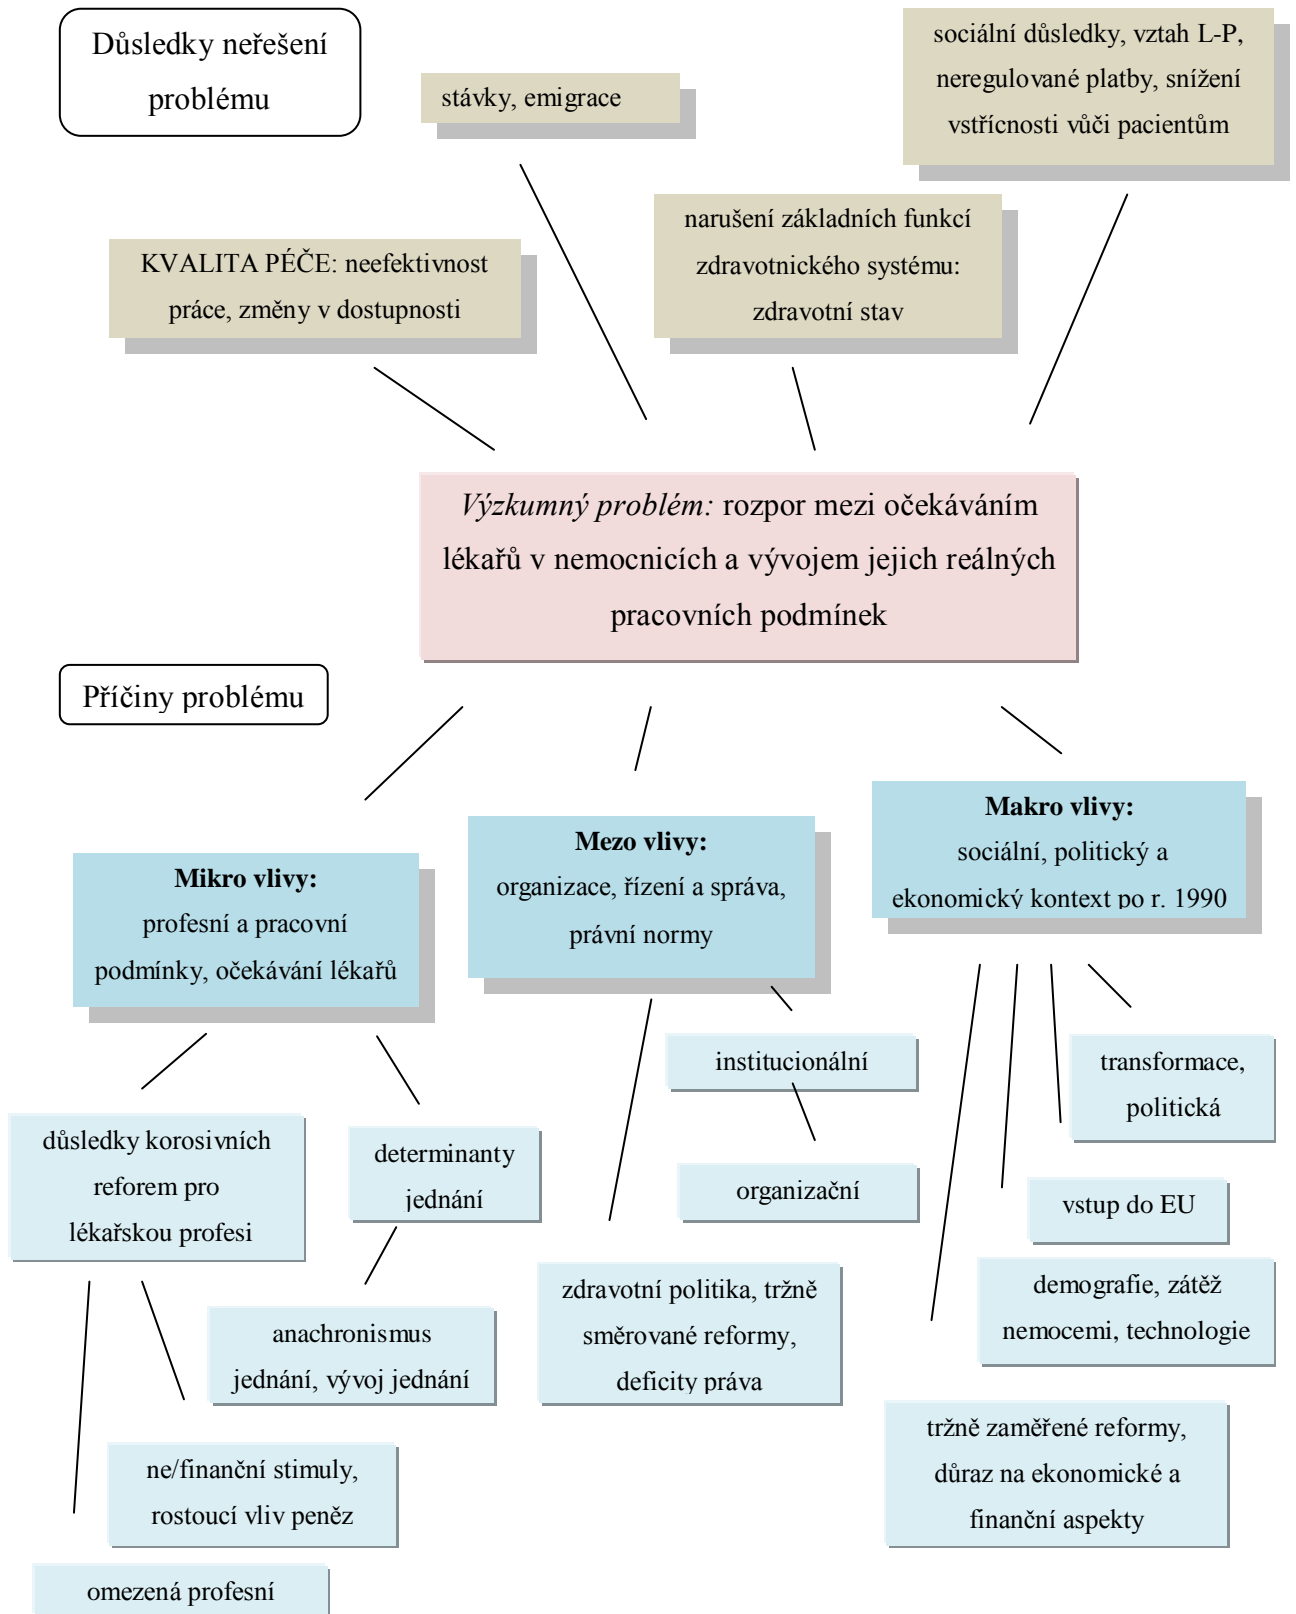 Důsledky neřešení
problému
stávky, emigrace
sociální důsledky, vztah L-P,
neregulované platby, snížení
vstřícnosti vůči pacientům
KVALITA PÉČE: neefektivnost
práce, změny v dostupnosti
narušení základních funkcí
zdravotnického systému:
zdravotní stav
Výzkumný problém: rozpor mezi očekáváním
lékařů v nemocnicích a vývojem jejich reálných
pracovních podmínek
Příčiny problému
Mikro vlivy:
profesní a pracovní
podmínky, očekávání lékařů
Mezo vlivy:
organizace, řízení a správa,
právní normy
Makro vlivy:
sociální, politický a
ekonomický kontext po r. 1990
důsledky korosivních
reforem pro
lékařskou profesi
determinanty
jednání
institucionální
organizační
transformace,
politická
vstup do EU
demografie, zátěž
nemocemi, technologie
anachronismus
jednání, vývoj jednání
zdravotní politika, tržně
směrované reformy,
deficity práva
tržně zaměřené reformy,
důraz na ekonomické a
finanční aspekty
ne/finanční stimuly,
rostoucí vliv peněz
omezená profesní